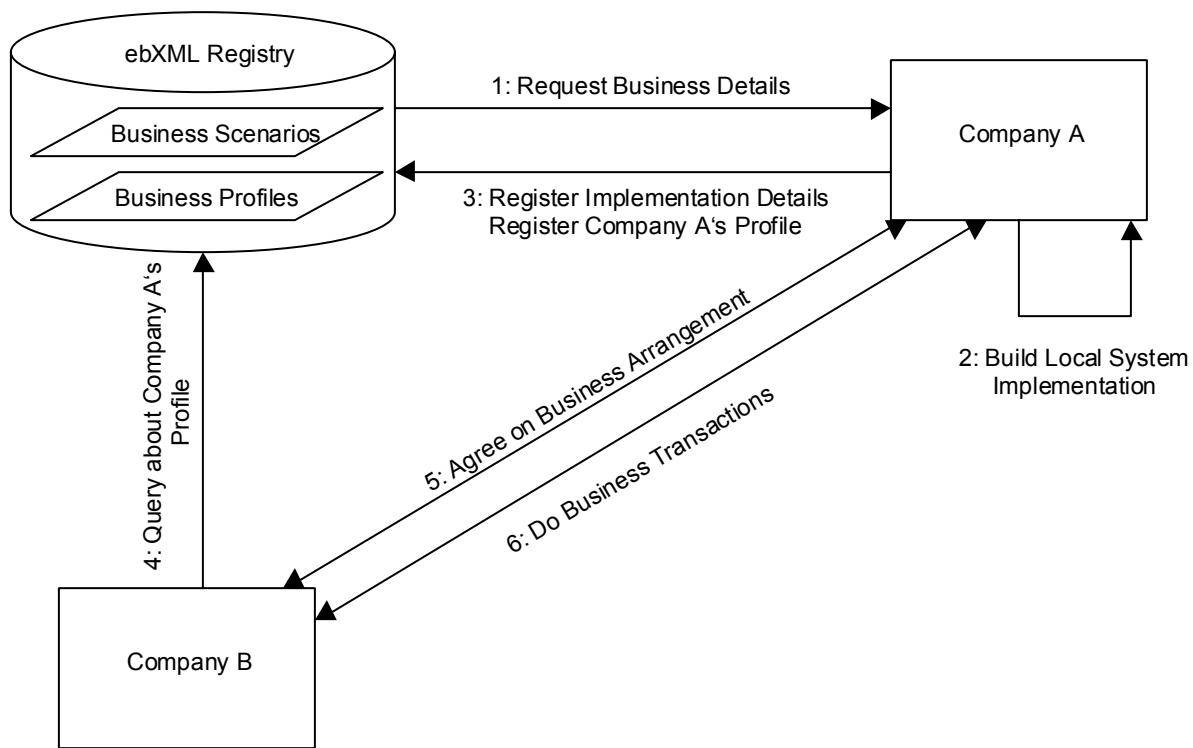 ebXML Registry
Business Scenarios
Business Profiles
1: Request Business Details
Company A
3: Register Implementation Details
Register Company A‘s Profile
2: Build Local System
Implementation
4: Query about Company A‘s
Profile
5: Agree on Business Arrangement
6: Do Business Transactions
Company B